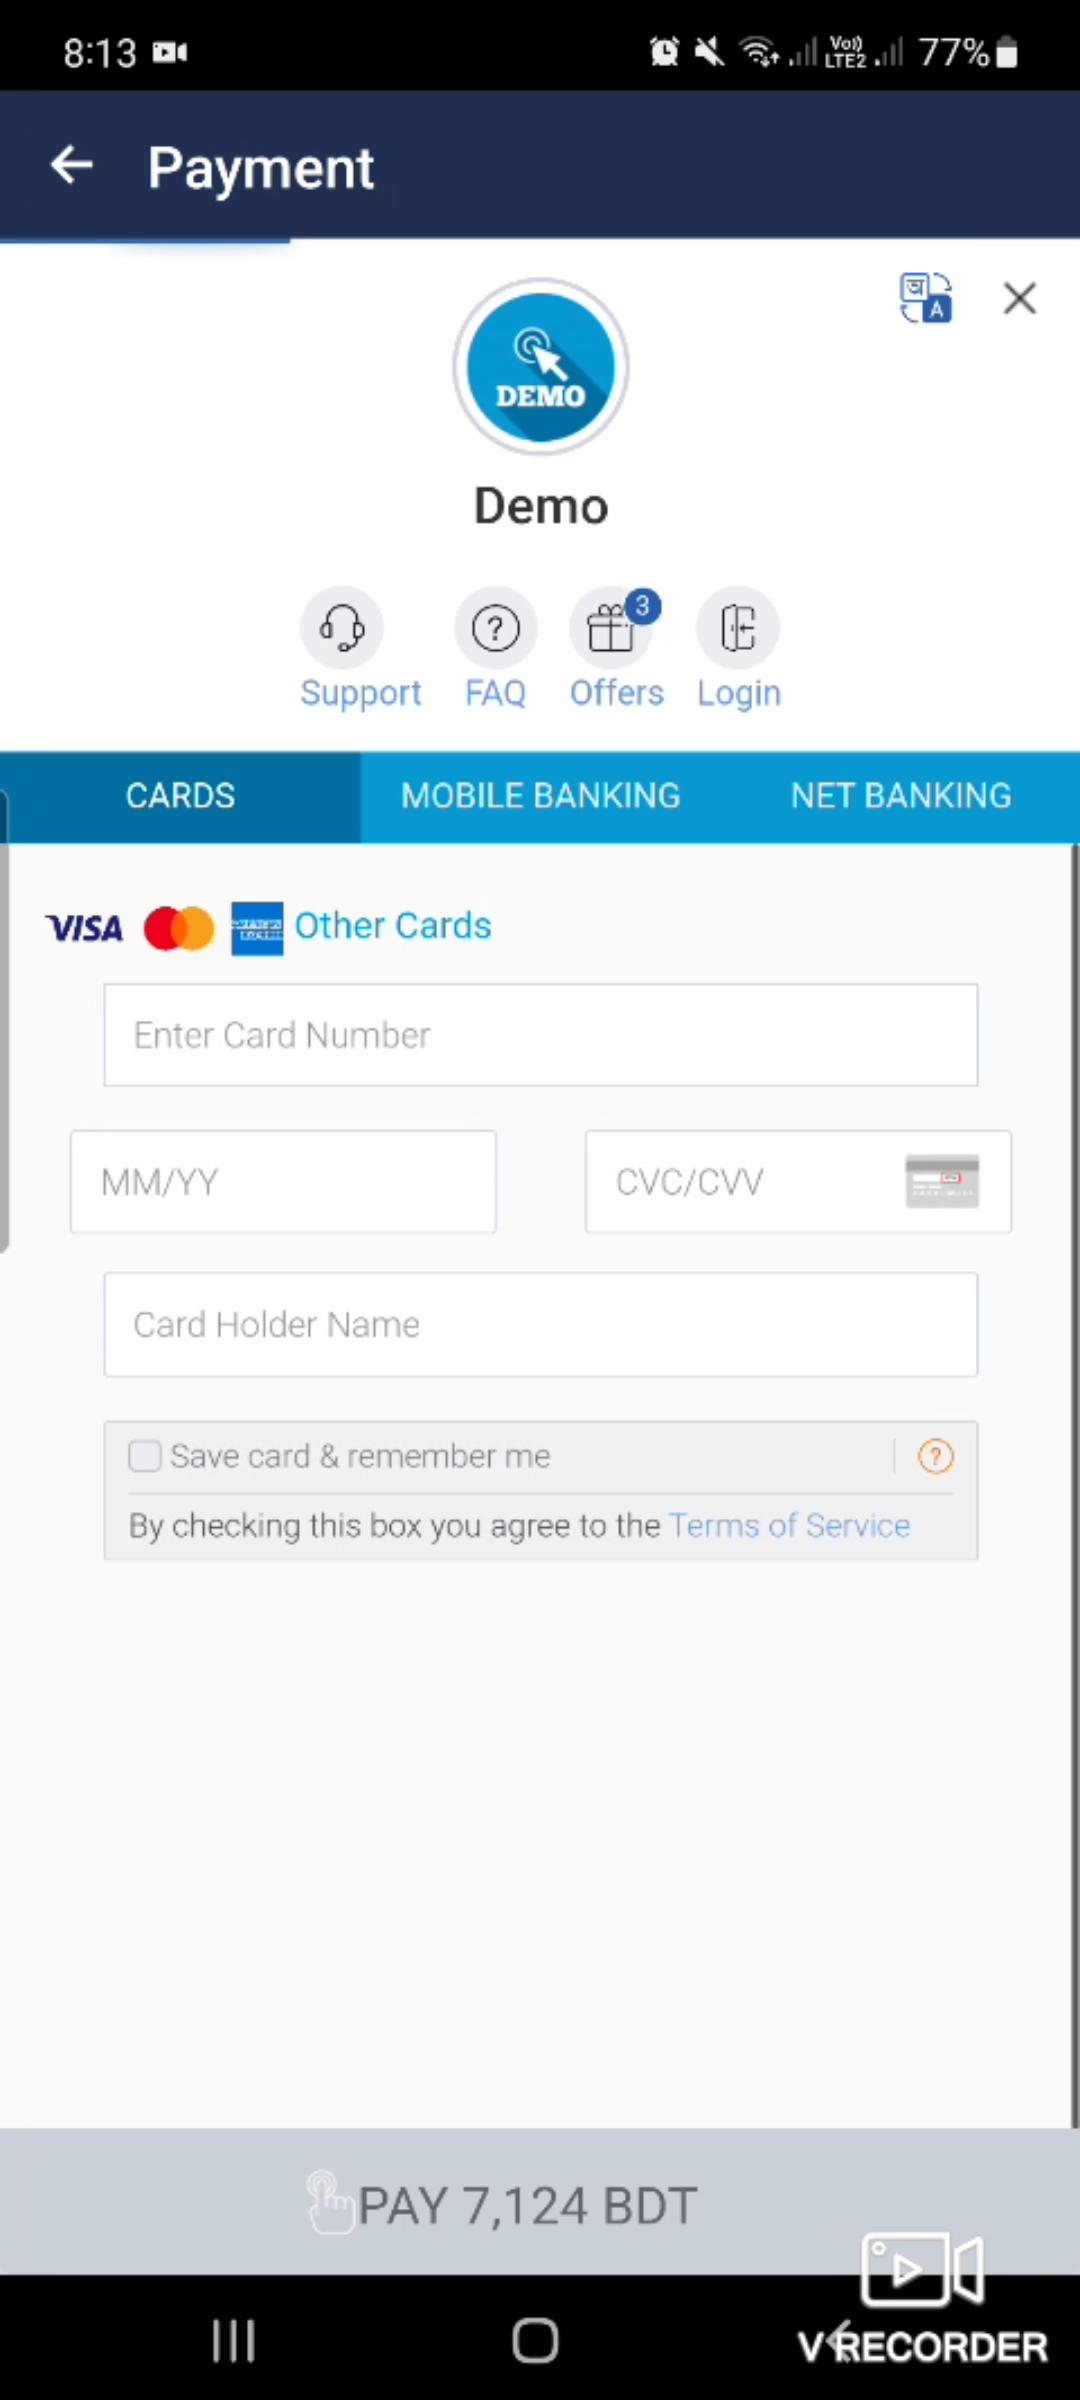 8:13
Vo)) LTE2
77%
Payment
অ A
DEMO
Demo
3
Support FAQ Offers Login
CARDS MOBILE BANKING NET BANKING
VISA Other Cards
Enter Card Number
MM/YY CVC/CVV
Card Holder Name
Save card & remember me ?
By checking this box you agree to the Terms of Service
PAY 7,124 BDT
V RECORDER